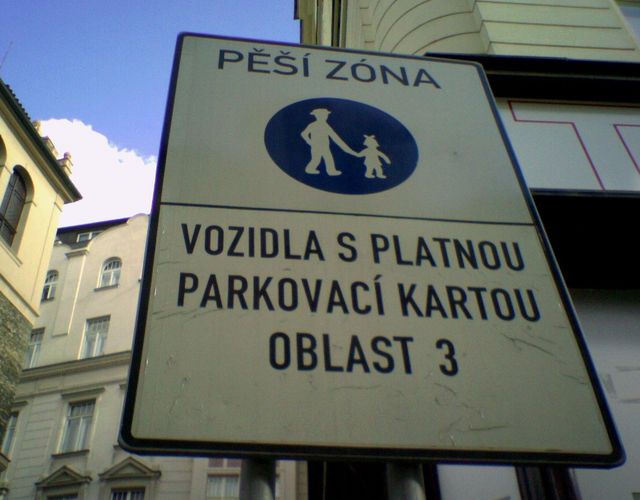 PĚŠÍ ZÓNA
VOZIDLA S PLATNOU
PARKOVACÍ KARTOU
OBLAST 3